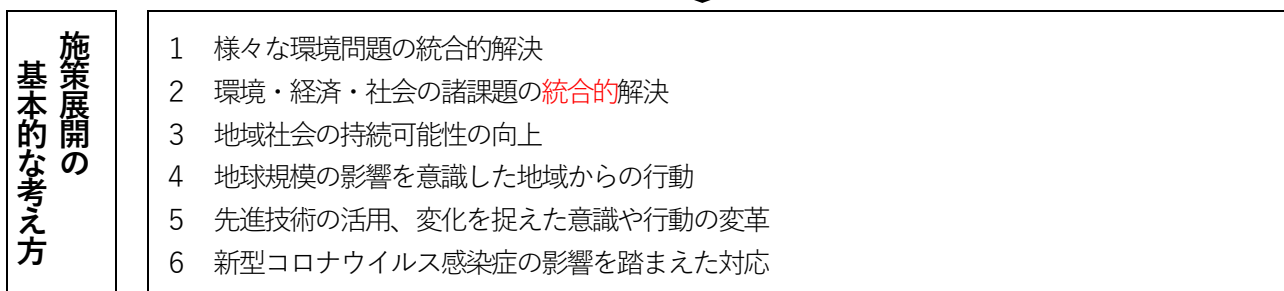 施策展開の
基本的な考え方
1 様々な環境問題の統合的解決
2 環境・経済・社会の諸課題の統合的解決
3 地域社会の持続可能性の向上
4 地球規模の影響を意識した地域からの行動
5 先進技術の活用、変化を捉えた意識や行動の変革
6 新型コロナウイルス感染症の影響を踏まえた対応